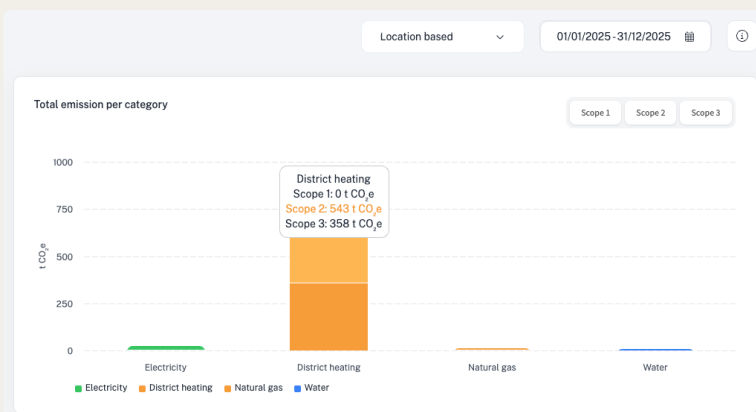 Location based
01/01/2025 - 31/12/2025
Total emission per category
Scope 1
Scope 2
Scope 3
District heating
Scope 1: 0 t CO₂e
Scope 2: 543 t CO₂e
Scope 3: 358 t CO₂e
1000
750
500
250
0
t CO₂e
Electricity
District heating
Natural gas
Water
Electricity
District heating
Natural gas
Water